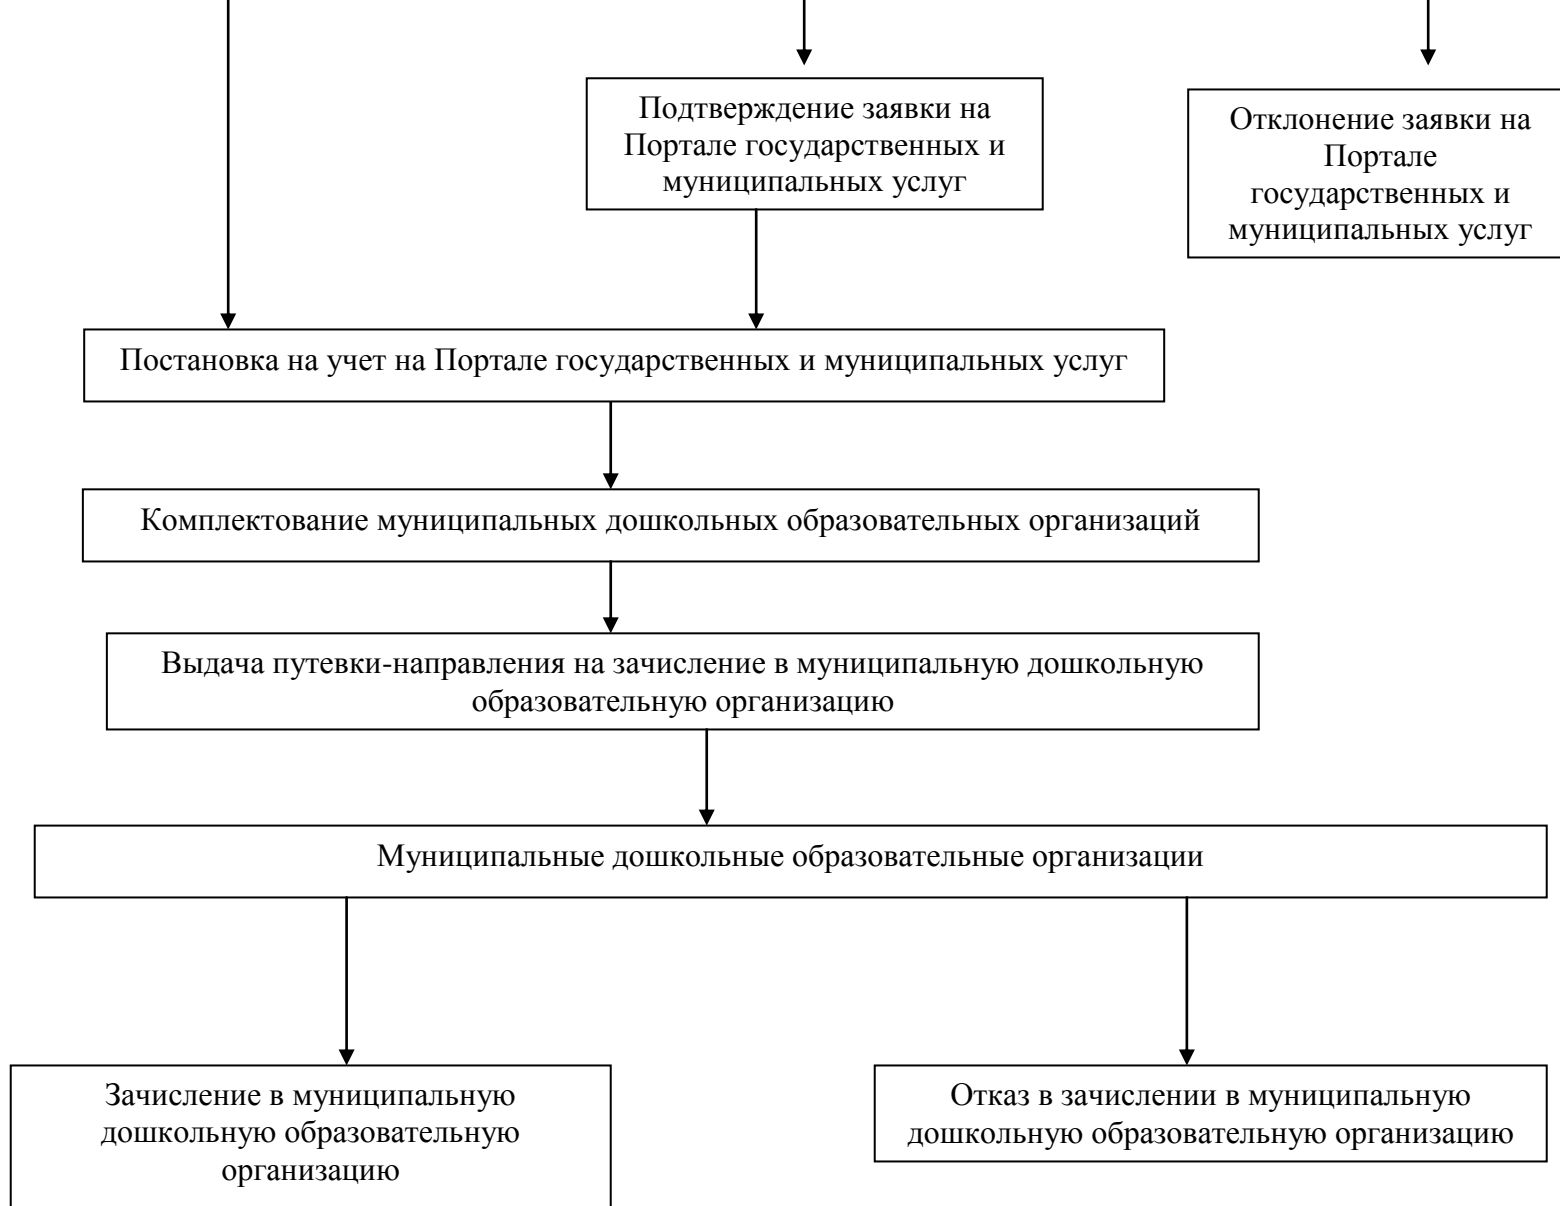 Подтверждение заявки на
Портале государственных и
муниципальных услуг
Отклонение заявки на
Портале
государственных и
муниципальных услуг
Постановка на учет на Портале государственных и муниципальных услуг
Комплектование муниципальных дошкольных образовательных организаций
Выдача путевки-направления на зачисление в муниципальную дошкольную
образовательную организацию
Муниципальные дошкольные образовательные организации
Зачисление в муниципальную
дошкольную образовательную
организацию
Отказ в зачислении в муниципальную
дошкольную образовательную организацию